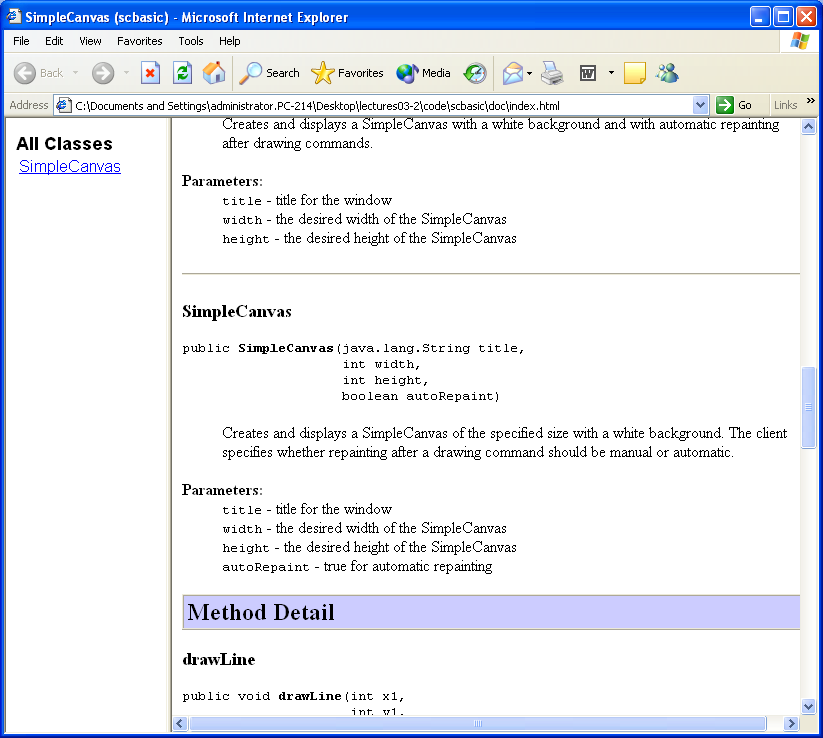 SimpleCanvas (scbasic) - Microsoft Internet Explorer
File Edit View Favorites Tools Help
Back Search Favorites Media
Address C:\Documents and Settings\administrator.PC-214\Desktop\lectures03-2\code\scbasic\doc\index.html Go Links »
All Classes
SimpleCanvas
Creates and displays a SimpleCanvas with a white background and with automatic repainting
after drawing commands.
Parameters:
title - title for the window
width - the desired width of the SimpleCanvas
height - the desired height of the SimpleCanvas
SimpleCanvas
public SimpleCanvas(java.lang.String title,
int width,
int height,
boolean autoRepaint)
Creates and displays a SimpleCanvas of the specified size with a white background. The client
specifies whether repainting after a drawing command should be manual or automatic.
Parameters:
title - title for the window
width - the desired width of the SimpleCanvas
height - the desired height of the SimpleCanvas
autoRepaint - true for automatic repainting
Method Detail
drawLine
public void drawLine(int x1,
int y1,